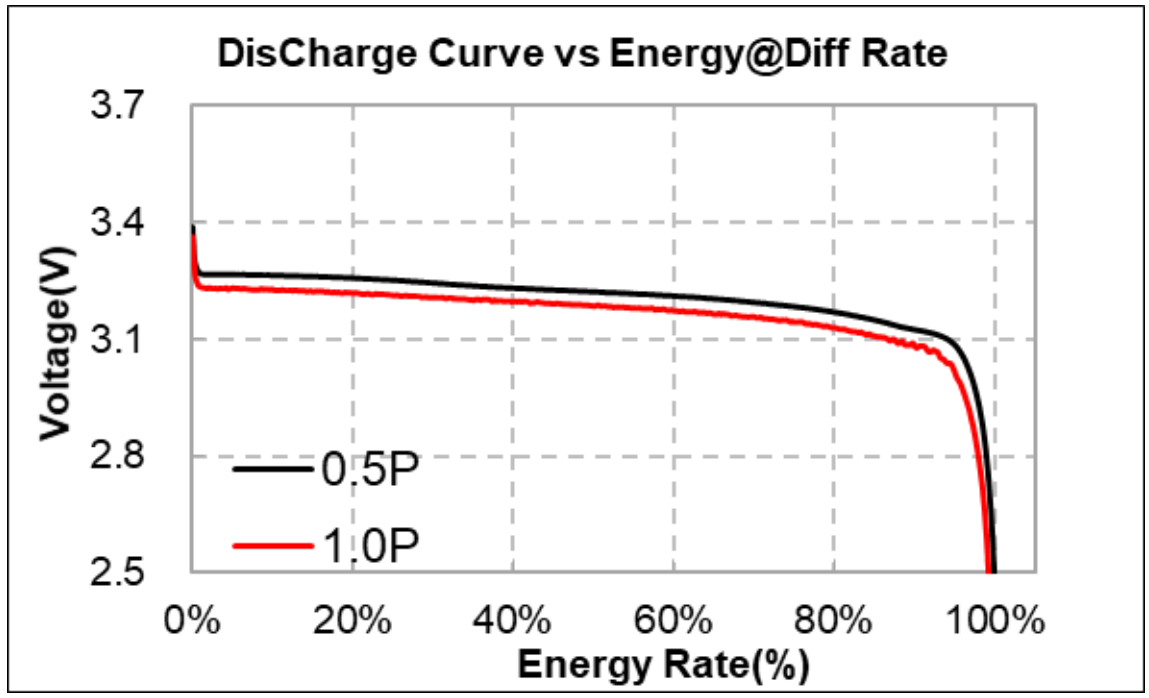 DisCharge Curve vs Energy@Diff Rate
3.7
3.4
3.1
2.8
2.5
Voltage(V)
0.5P
1.0P
0% 20% 40% 60% 80% 100%
Energy Rate(%)